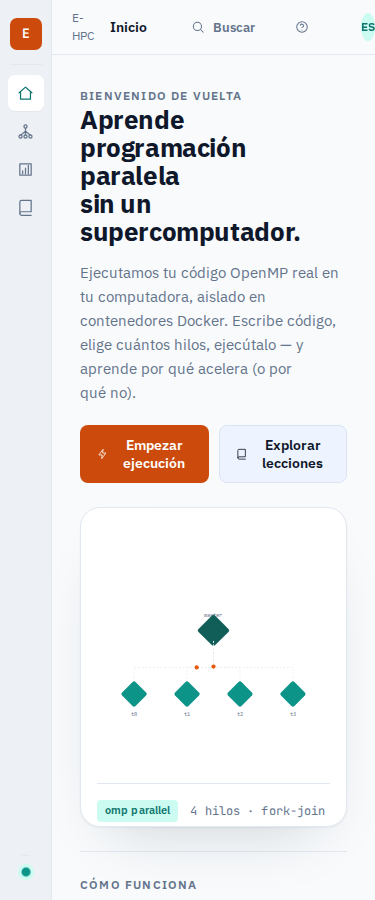 E
E-
HPC
Inicio
Buscar
ES
BIENVENIDO DE VUELTA
Aprende
programación
paralela
sin un
supercomputador.
Ejecutamos tu código OpenMP real en
tu computadora, aislado en
contenedores Docker. Escribe código,
elige cuántos hilos, ejecútalo — y
aprende por qué acelera (o por
qué no).
Empezar
ejecución
Explorar
lecciones
master
t0 t1 t2 t3
omp parallel 4 hilos · fork-join
CÓMO FUNCIONA